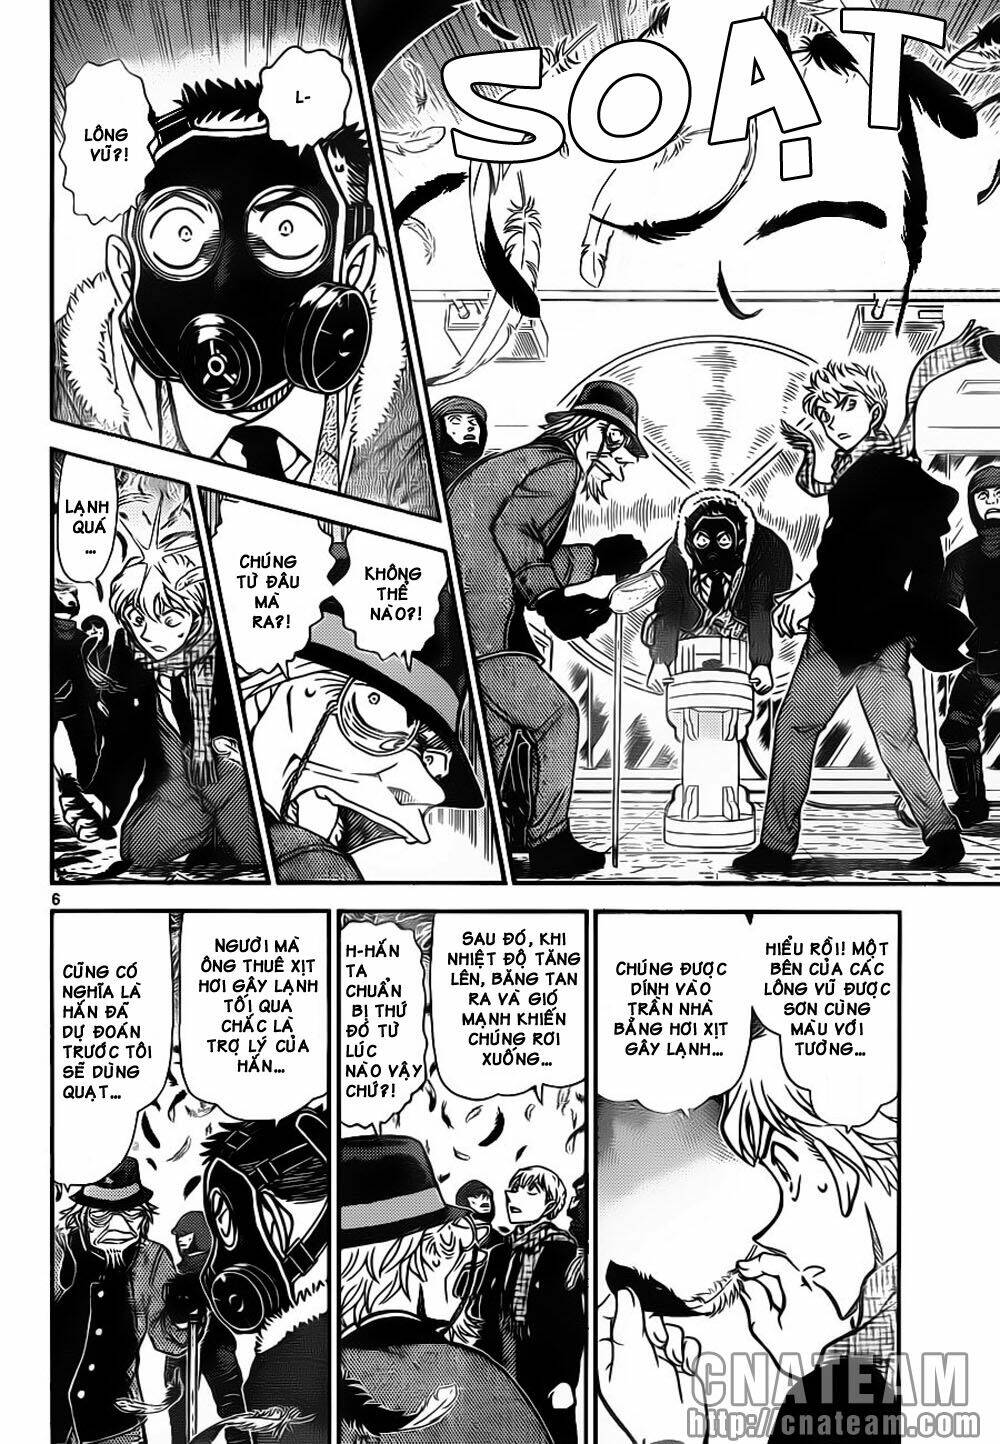 SOẠT
L-
LÔNG
VŨ?!
KHÔNG
THỂ
NÀO?!
CHÚNG
TỪ ĐÂU
MÀ
RA?!
LẠNH
QUÁ
...
6
HIỂU RỒI! MỘT
BÊN CỦA CÁC
LÔNG VŨ ĐƯỢC
SƠN CÙNG
MÀU VỚI
TƯỜNG...
CHÚNG ĐƯỢC
DÍNH VÀO
TRẦN NHÀ
BẰNG HƠI XỊT
GÂY LẠNH...
SAU ĐÓ, KHI
NHIỆT ĐỘ TĂNG
LÊN, BĂNG TAN
RA VÀ GIÓ
MẠNH KHIẾN
CHÚNG RƠI
XUỐNG...
H-HẮN
TA
CHUẨN
BỊ THỨ
ĐÓ TỪ
LÚC
NÀO VẬY
CHỨ?!
NGƯỜI MÀ
ÔNG THUÊ XỊT
HƠI GÂY LẠNH
TỐI QUA
CHẮC LÀ
TRỢ LÝ CỦA
HẮN...
CŨNG CÓ
NGHĨA LÀ
HẮN ĐÃ
DỰ ĐOÁN
TRƯỚC TÔI
SẼ DÙNG
QUẠT...
CNATEAM
http://cnateam.com/